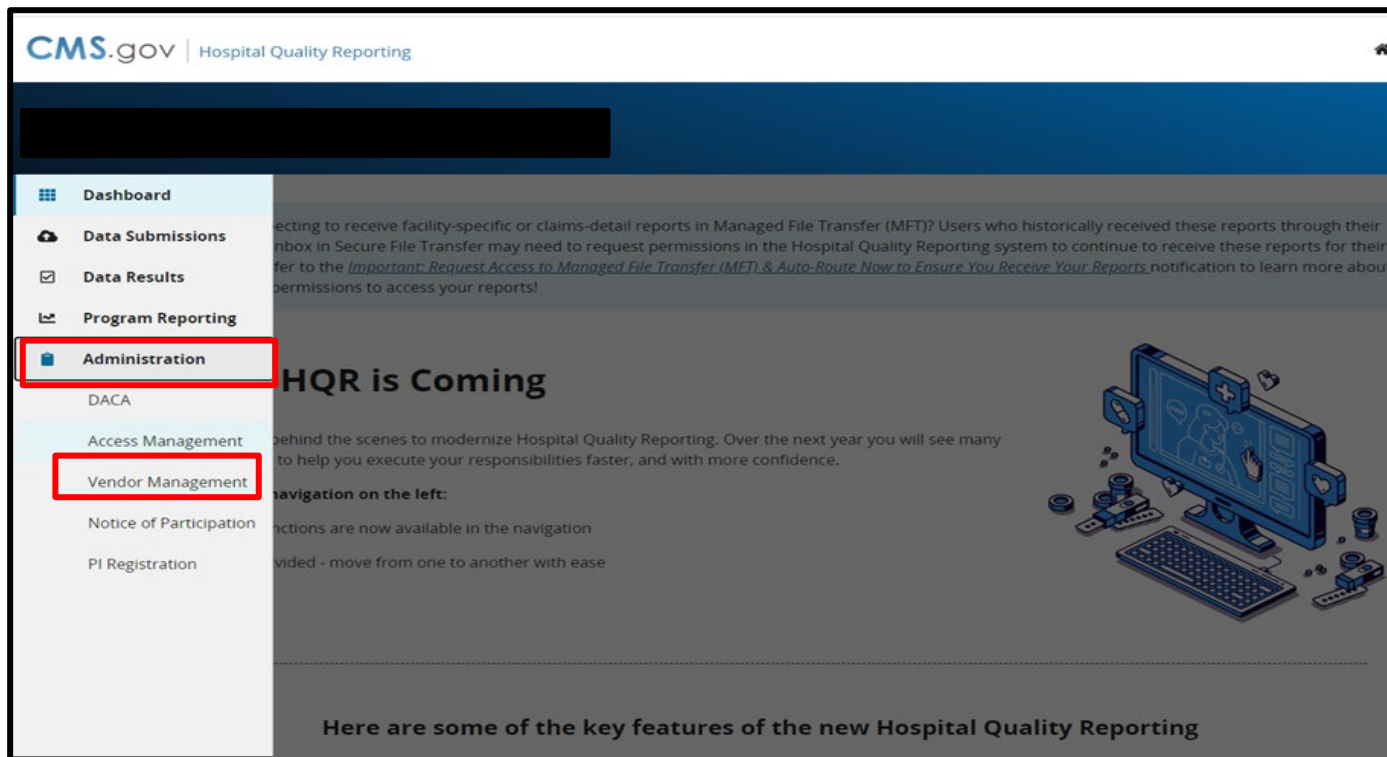 CMS.gov | Hospital Quality Reporting
Dashboard
Data Submissions
Data Results
Program Reporting
Administration
DACA
Access Management
Vendor Management
Notice of Participation
PI Registration
ecting to receive facility-specific or claims-detail reports in Managed File Transfer (MFT)? Users who historically received these reports through their
nbox in Secure File Transfer may need to request permissions in the Hospital Quality Reporting system to continue to receive these reports for their
fer to the Important: Request Access to Managed File Transfer (MFT) & Auto-Route Now to Ensure You Receive Your Reports notification to learn more abou
permissions to access your reports!
HQR is Coming
behind the scenes to modernize Hospital Quality Reporting. Over the next year you will see many
to help you execute your responsibilities faster, and with more confidence.
navigation on the left:
nctions are now available in the navigation
vided - move from one to another with ease
Here are some of the key features of the new Hospital Quality Reporting